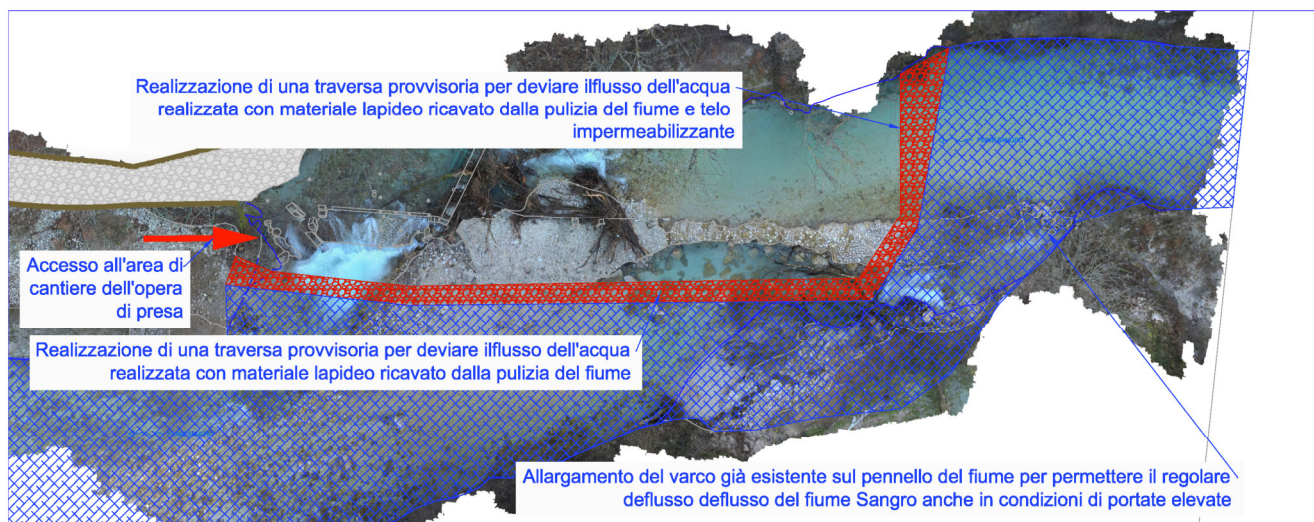 Realizzazione di una traversa provvisoria per deviare ilflusso dell'acqua
realizzata con materiale lapideo ricavato dalla pulizia del fiume e telo
impermeabilizzante
Accesso all'area di
cantiere dell'opera
di presa
Realizzazione di una traversa provvisoria per deviare ilflusso dell'acqua
realizzata con materiale lapideo ricavato dalla pulizia del fiume
Allargamento del varco già esistente sul pennello del fiume per permettere il regolare
deflusso deflusso del fiume Sangro anche in condizioni di portate elevate